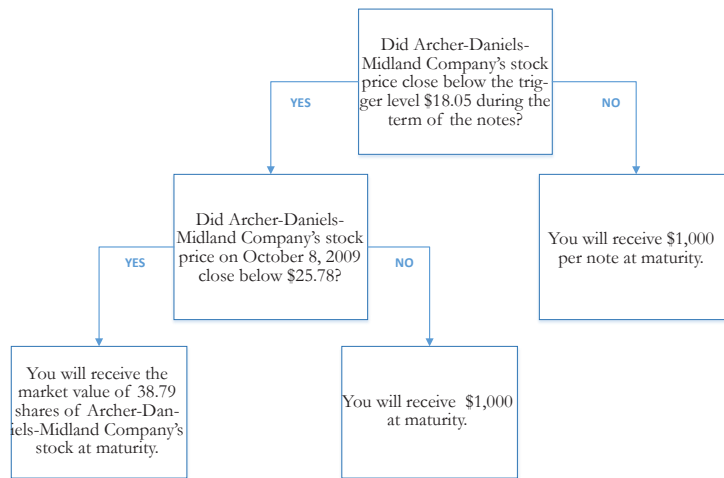 Did Archer-Daniels-
Midland Company's stock
price close below the trig-
ger level $18.05 during the
term of the notes?
YES
NO
Did Archer-Daniels-
Midland Company's stock
price on October 8, 2009
close below $25.78?
You will receive $1,000
per note at maturity.
YES
NO
You will receive the
market value of 38.79
shares of Archer-Dan-
iels-Midland Company's
stock at maturity.
You will receive $1,000
at maturity.